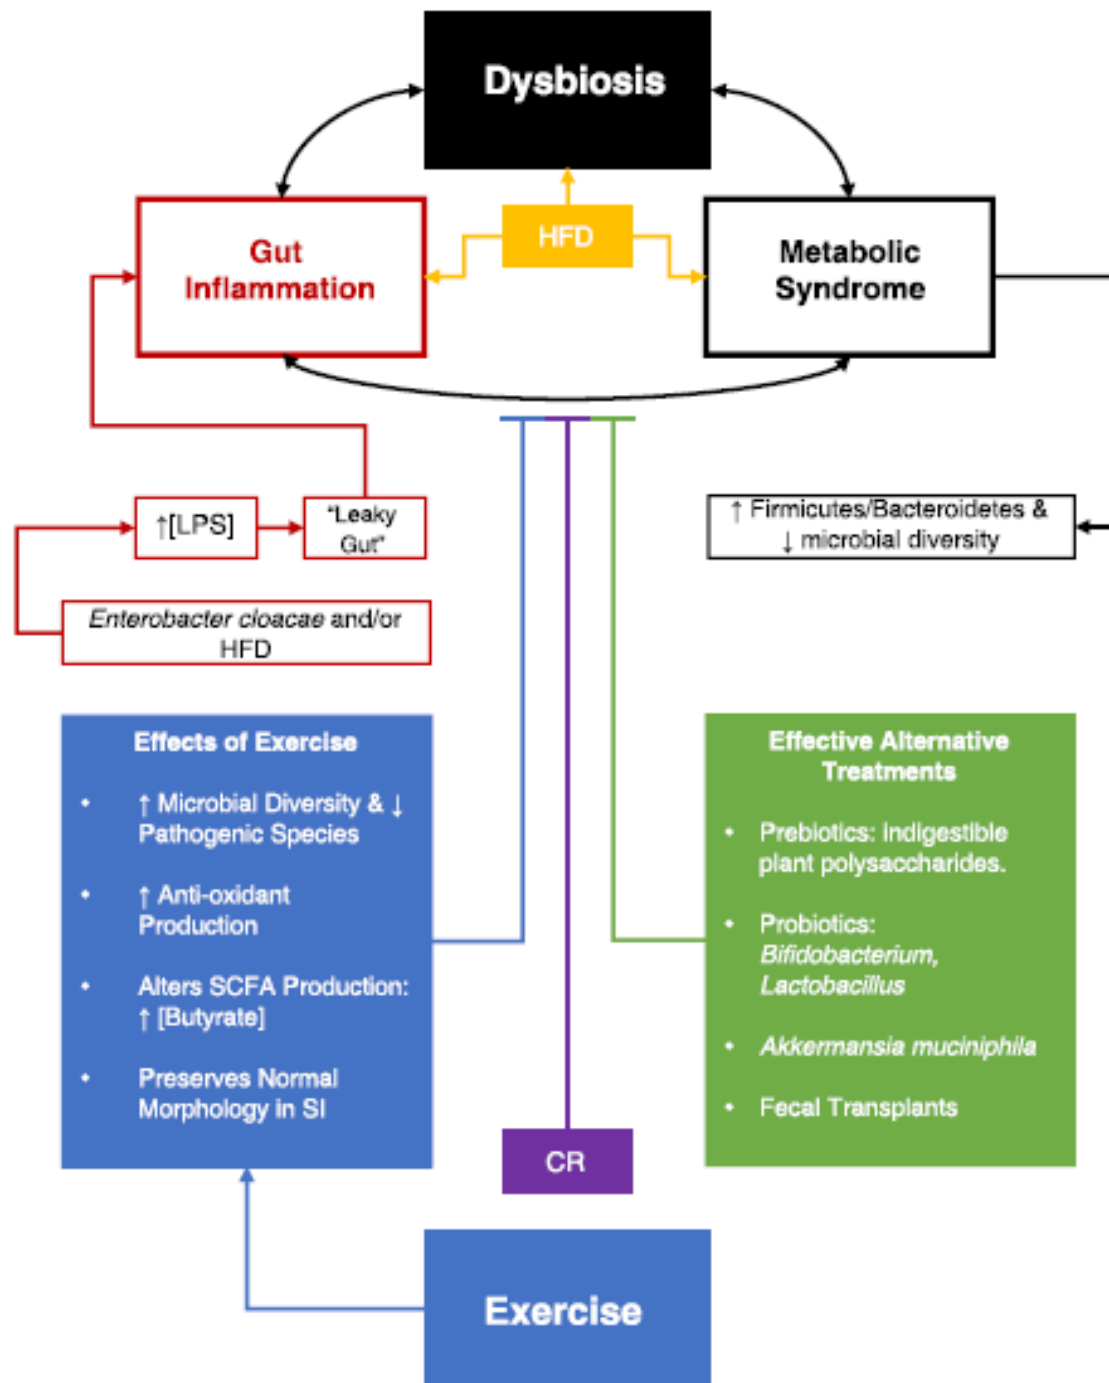 Dysbiosis
HFD
Gut
Inflammation
Metabolic
Syndrome
↑[LPS]
"Leaky
Gut"
↑ Firmicutes/Bacteroidetes &
↓ microbial diversity
Enterobacter cloacae and/or
HFD
Effects of Exercise
• ↑ Microbial Diversity & ↓
Pathogenic Species
• ↑ Anti-oxidant
Production
• Alters SCFA Production:
↑ [Butyrate]
• Preserves Normal
Morphology in SI
Effective Alternative
Treatments
• Prebiotics: indigestible
plant polysaccharides.
• Probiotics:
Bifidobacterium,
Lactobacillus
• Akkermansia muciniphila
• Fecal Transplants
CR
Exercise